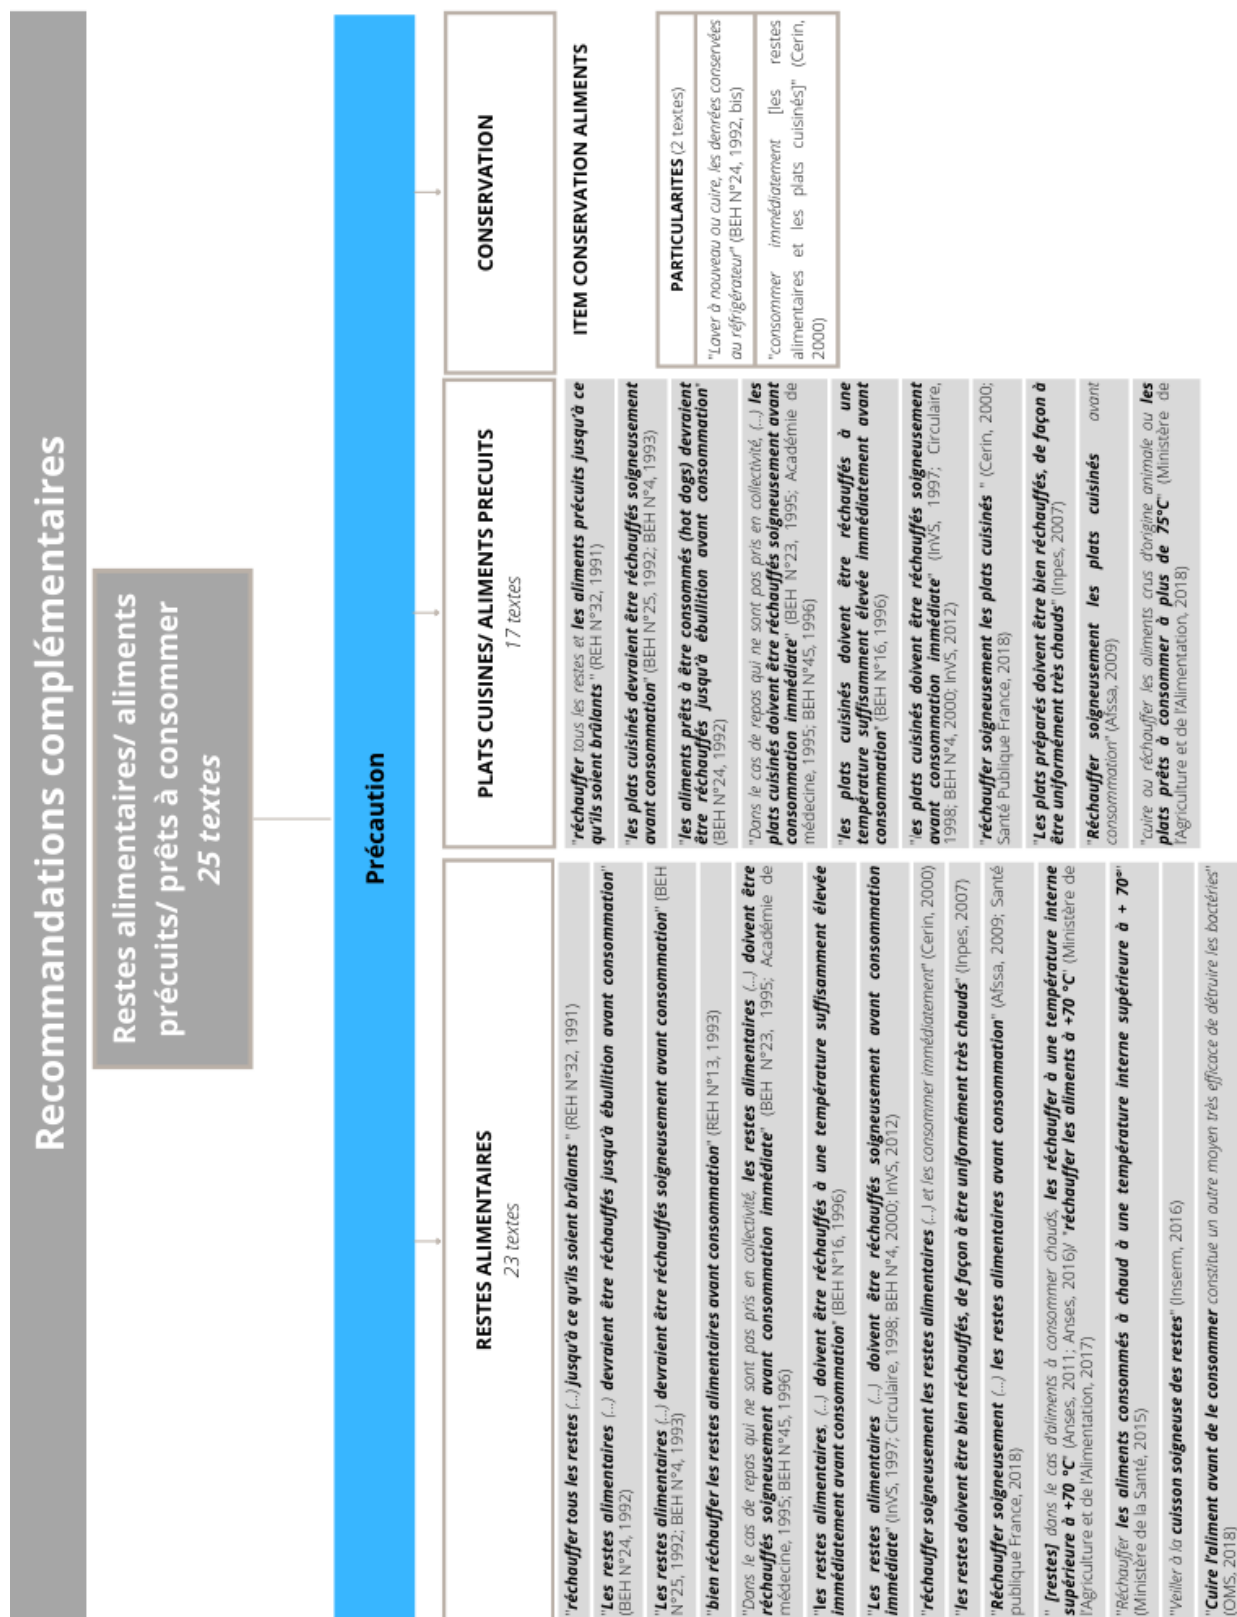 Recommandations complémentaires
Restes alimentaires/ aliments
précuits/ prêts à consommer
25 textes
Précaution
RESTES ALIMENTAIRES
23 textes
"réchauffer tous les restes (...) jusqu'à ce qu'ils soient brûlants " (REH N°32, 1991)
"Les restes alimentaires (...) devraient être réchauffés jusqu'à ébullition avant consommation"
(BEH N°24, 1992)
"Les restes alimentaires (...) devraient être réchauffés soigneusement avant consommation" (BEH
N°25, 1992; BEH N°4, 1993)
"bien réchauffer les restes alimentaires avant consommation" (REH N°13, 1993)
"Dans le cas de repas qui ne sont pas pris en collectivité, les restes alimentaires (...) doivent être
réchauffés soigneusement avant consommation immédiate" (BEH N°23, 1995; Académie de
médecine, 1995; BEH N°45, 1996)
"les restes alimentaires, (...) doivent être réchauffés à une température suffisamment élevée
immédiatement avant consommation" (BEH N°16, 1996)
"Les restes alimentaires (...) doivent être réchauffés soigneusement avant consommation
immédiate" (InVS, 1997; Circulaire, 1998; BEH N°4, 2000; InVS, 2012)
"réchauffer soigneusement les restes alimentaires (...) et les consommer immédiatement" (Cerin, 2000)
"les restes doivent être bien réchauffés, de façon à être uniformément très chauds" (Inpes, 2007)
"Réchauffer soigneusement (...) les restes alimentaires avant consommation" (Afssa, 2009; Santé
publique France, 2018)
[restes] dans le cas d'aliments à consommer chauds, les réchauffer à une température interne
supérieure à +70 °C" (Anses, 2011; Anses, 2016)/ "réchauffer les aliments à +70 °C" (Ministère de
l'Agriculture et de l'Alimentation, 2017)
"Réchauffer les aliments consommés à chaud à une température interne supérieure à + 70°"
(Ministère de la Santé, 2015)
"Veiller à la cuisson soigneuse des restes" (Inserm, 2016)
"Cuire l'aliment avant de le consommer constitue un autre moyen très efficace de détruire les bactéries"
(OMS, 2018)
PLATS CUISINES/ ALIMENTS PRECUITS
17 textes
"réchauffer tous les restes et les aliments précuits jusqu'à ce
qu'ils soient brûlants " (REH N°32, 1991)
"les plats cuisinés devraient être réchauffés soigneusement
avant consommation" (BEH N°25, 1992; BEH N°4, 1993)
"les aliments prêts à être consommés (hot dogs) devraient
être réchauffés jusqu'à ébullition avant consommation"
(BEH N°24, 1992)
"Dans le cas de repas qui ne sont pas pris en collectivité, (...) les
plats cuisinés doivent être réchauffés soigneusement avant
consommation immédiate" (BEH N°23, 1995; Académie de
médecine, 1995; BEH N°45, 1996)
"les plats cuisinés doivent être réchauffés à une
température suffisamment élevée immédiatement avant
consommation" (BEH N°16, 1996)
"les plats cuisinés doivent être réchauffés soigneusement
avant consommation immédiate" (InVS, 1997; Circulaire,
1998; BEH N°4, 2000; InVS, 2012)
"réchauffer soigneusement les plats cuisinés " (Cerin, 2000;
Santé Publique France, 2018)
"Les plats préparés doivent être bien réchauffés, de façon à
être uniformément très chauds" (Inpes, 2007)
"Réchauffer soigneusement les plats cuisinés avant
consommation" (Afssa, 2009)
"cuire ou réchauffer les aliments crus d'origine animale ou les
plats prêts à consommer à plus de 75°C" (Ministère de
l'Agriculture et de l'Alimentation, 2018)
CONSERVATION
ITEM CONSERVATION ALIMENTS
PARTICULARITES (2 textes)
"Laver à nouveau ou cuire, les denrées conservées
au réfrigérateur" (BEH N°24, 1992, bis)
"consommer immédiatement [les restes
alimentaires et les plats cuisinés]" (Cerin,
2000)